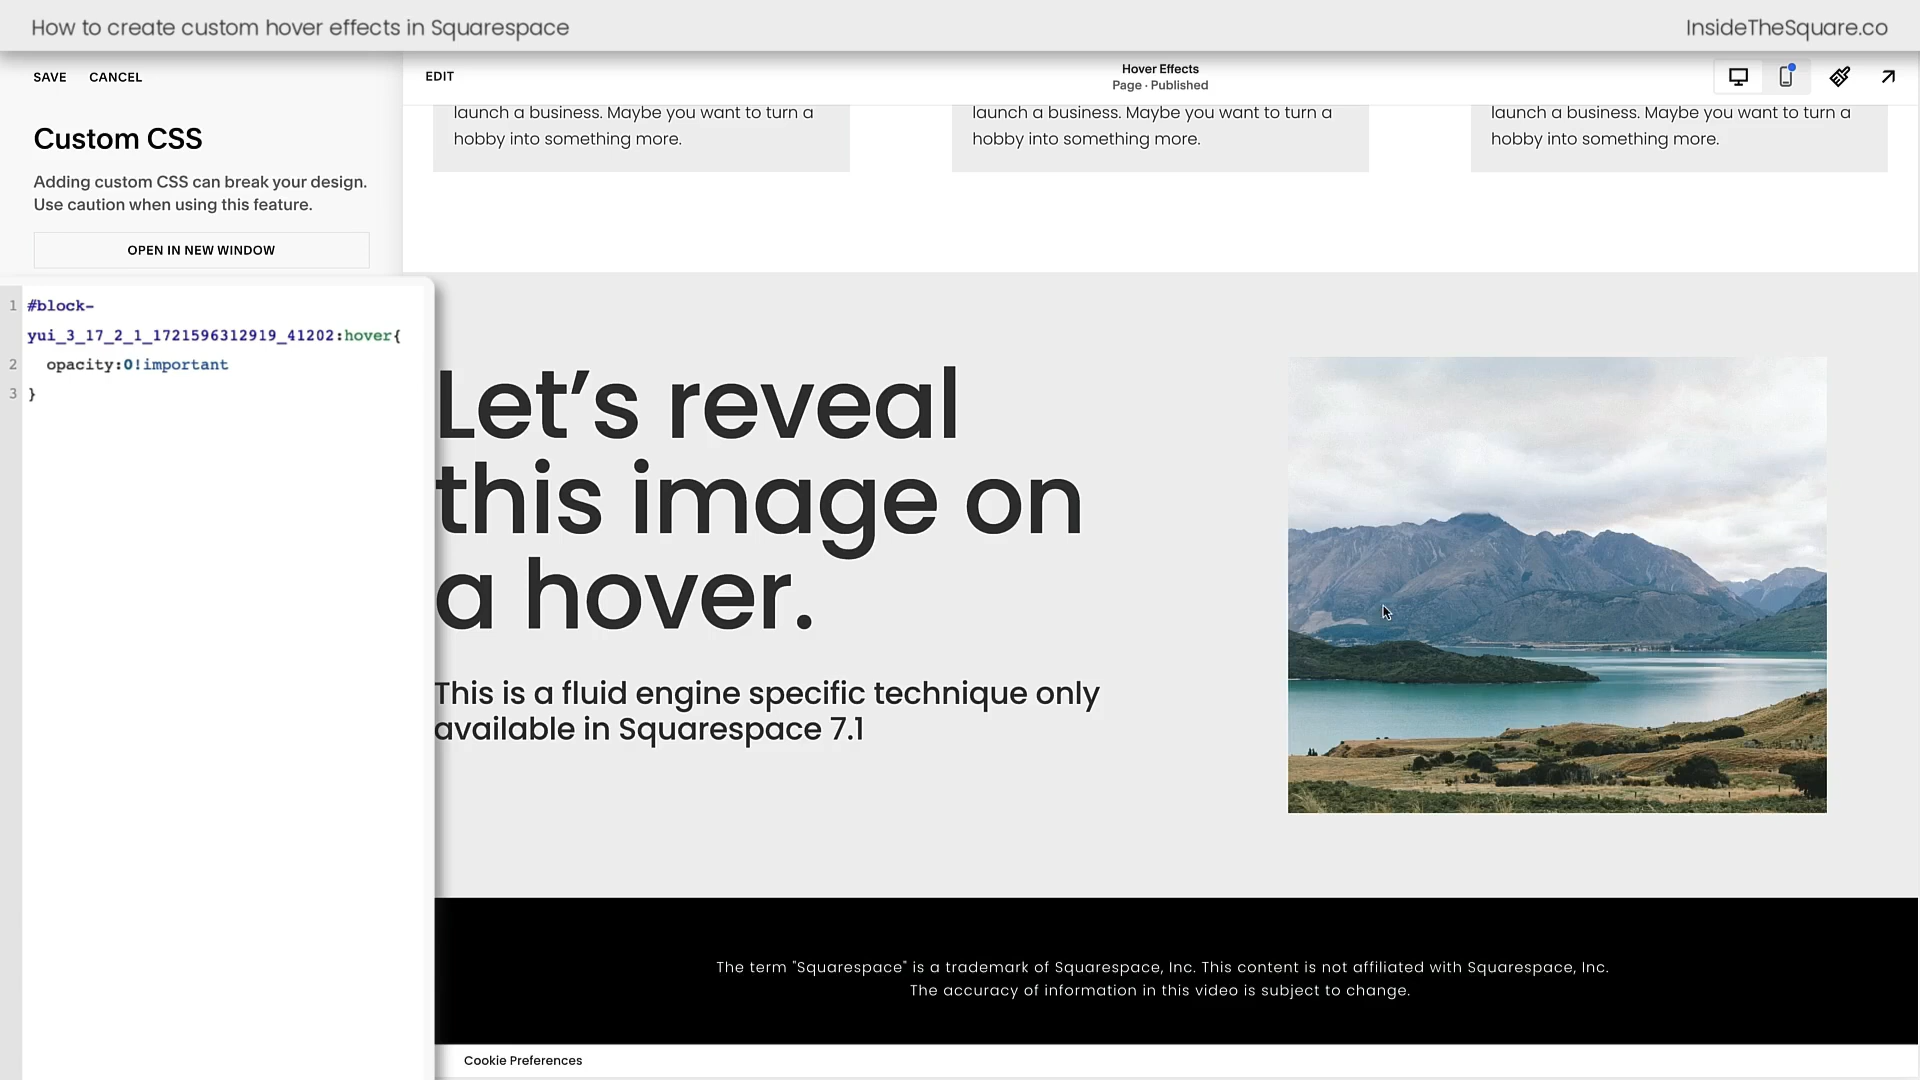 How to create custom hover effects in Squarespace
InsideTheSquare.co
SAVE CANCEL
EDIT
Hover Effects
Page · Published
Custom CSS
Adding custom CSS can break your design.
Use caution when using this feature.
OPEN IN NEW WINDOW
1 #block-
yui_3_17_2_1_1721596312919_41202:hover{
2 opacity:0!important
3 }
launch a business. Maybe you want to turn a
hobby into something more.
launch a business. Maybe you want to turn a
hobby into something more.
launch a business. Maybe you want to turn a
hobby into something more.
Let’s reveal
this image on
a hover.
This is a fluid engine specific technique only
available in Squarespace 7.1
The term "Squarespace" is a trademark of Squarespace, Inc. This content is not affiliated with Squarespace, Inc.
The accuracy of information in this video is subject to change.
Cookie Preferences